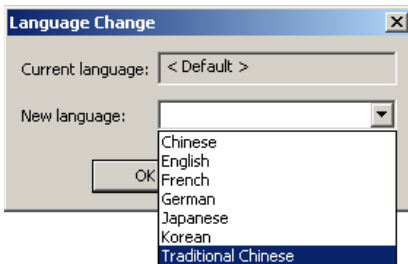 Language Change
Current language: < Default >
New language:
Chinese
English
OK
French
German
Japanese
Korean
Traditional Chinese